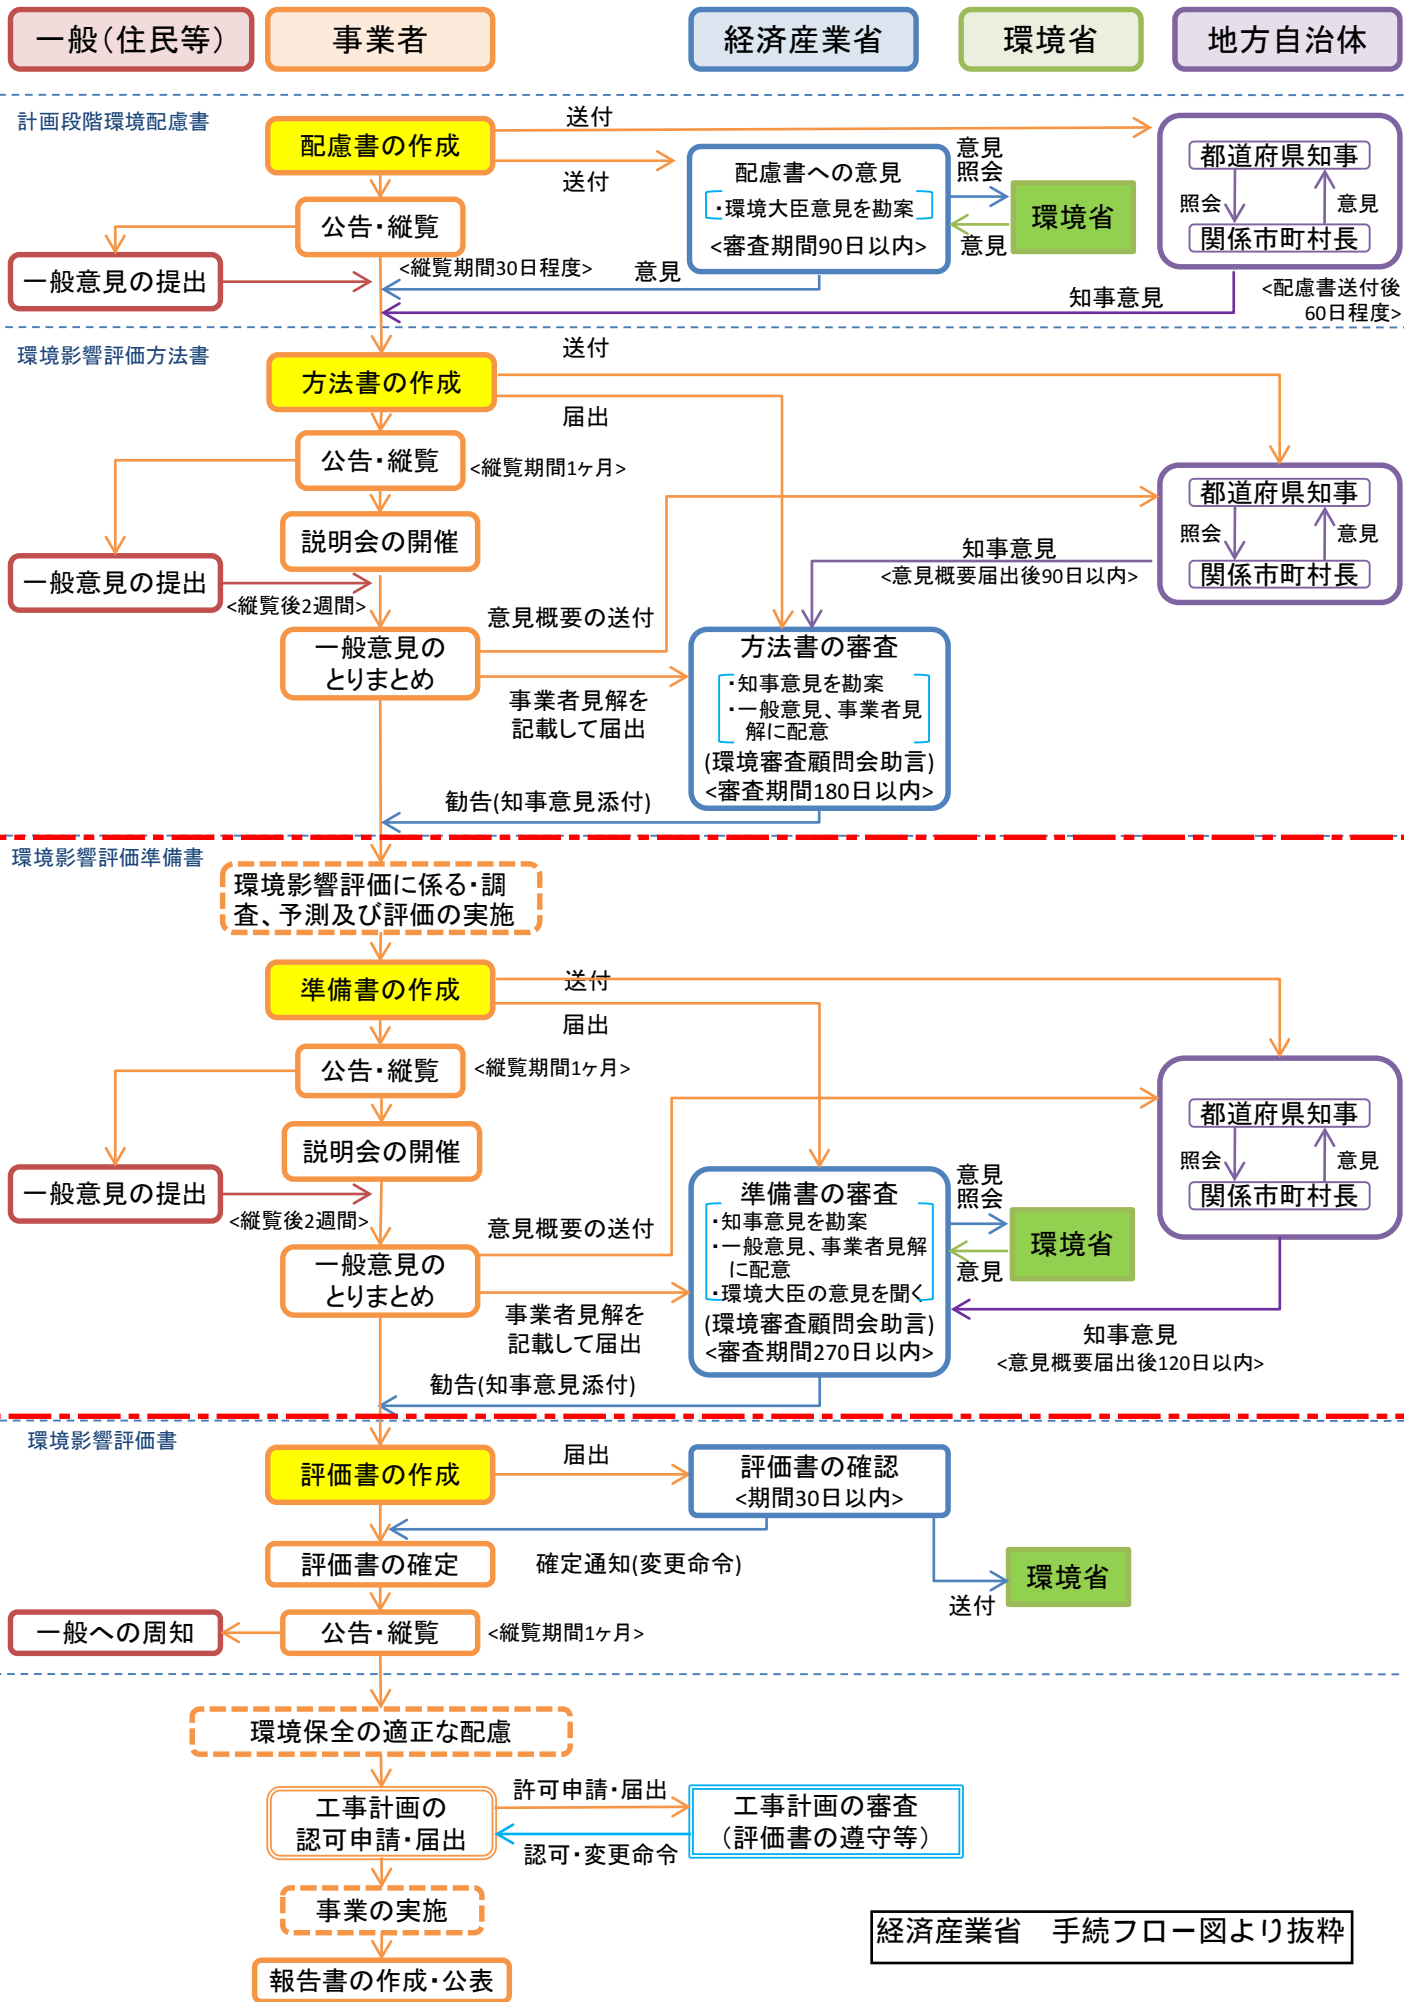 一般(住民等)
事業者
経済産業省
環境省
地方自治体
計画段階環境配慮書
配慮書の作成
送付
送付
公告・縦覧
<縦覧期間30日程度>
一般意見の提出
配慮書への意見
・環境大臣意見を勘案
<審査期間90日以内>
意見
照会
意見
環境省
都道府県知事
照会
意見
関係市町村長
意見
知事意見
<配慮書送付後
60日程度>
環境影響評価方法書
方法書の作成
送付
届出
公告・縦覧
<縦覧期間1ヶ月>
説明会の開催
一般意見の提出
<縦覧後2週間>
一般意見の
とりまとめ
意見概要の送付
事業者見解を
記載して届出
都道府県知事
照会
意見
関係市町村長
知事意見
<意見概要届出後90日以内>
方法書の審査
・知事意見を勘案
・一般意見、事業者見
解に配意
(環境審査顧問会助言)
<審査期間180日以内>
勧告(知事意見添付)
環境影響評価準備書
環境影響評価に係る・調
査、予測及び評価の実施
準備書の作成
送付
届出
公告・縦覧
<縦覧期間1ヶ月>
説明会の開催
一般意見の提出
<縦覧後2週間>
一般意見の
とりまとめ
意見概要の送付
事業者見解を
記載して届出
準備書の審査
・知事意見を勘案
・一般意見、事業者見解
に配意
・環境大臣の意見を聞く
(環境審査顧問会助言)
<審査期間270日以内>
意見
照会
意見
環境省
都道府県知事
照会
意見
関係市町村長
知事意見
<意見概要届出後120日以内>
勧告(知事意見添付)
環境影響評価書
評価書の作成
届出
評価書の確認
<期間30日以内>
評価書の確定
確定通知(変更命令)
環境省
送付
一般への周知
公告・縦覧
<縦覧期間1ヶ月>
環境保全の適正な配慮
工事計画の
認可申請・届出
許可申請・届出
認可・変更命令
工事計画の審査
(評価書の遵守等)
事業の実施
報告書の作成・公表
経済産業省　手続フロー図より抜粋